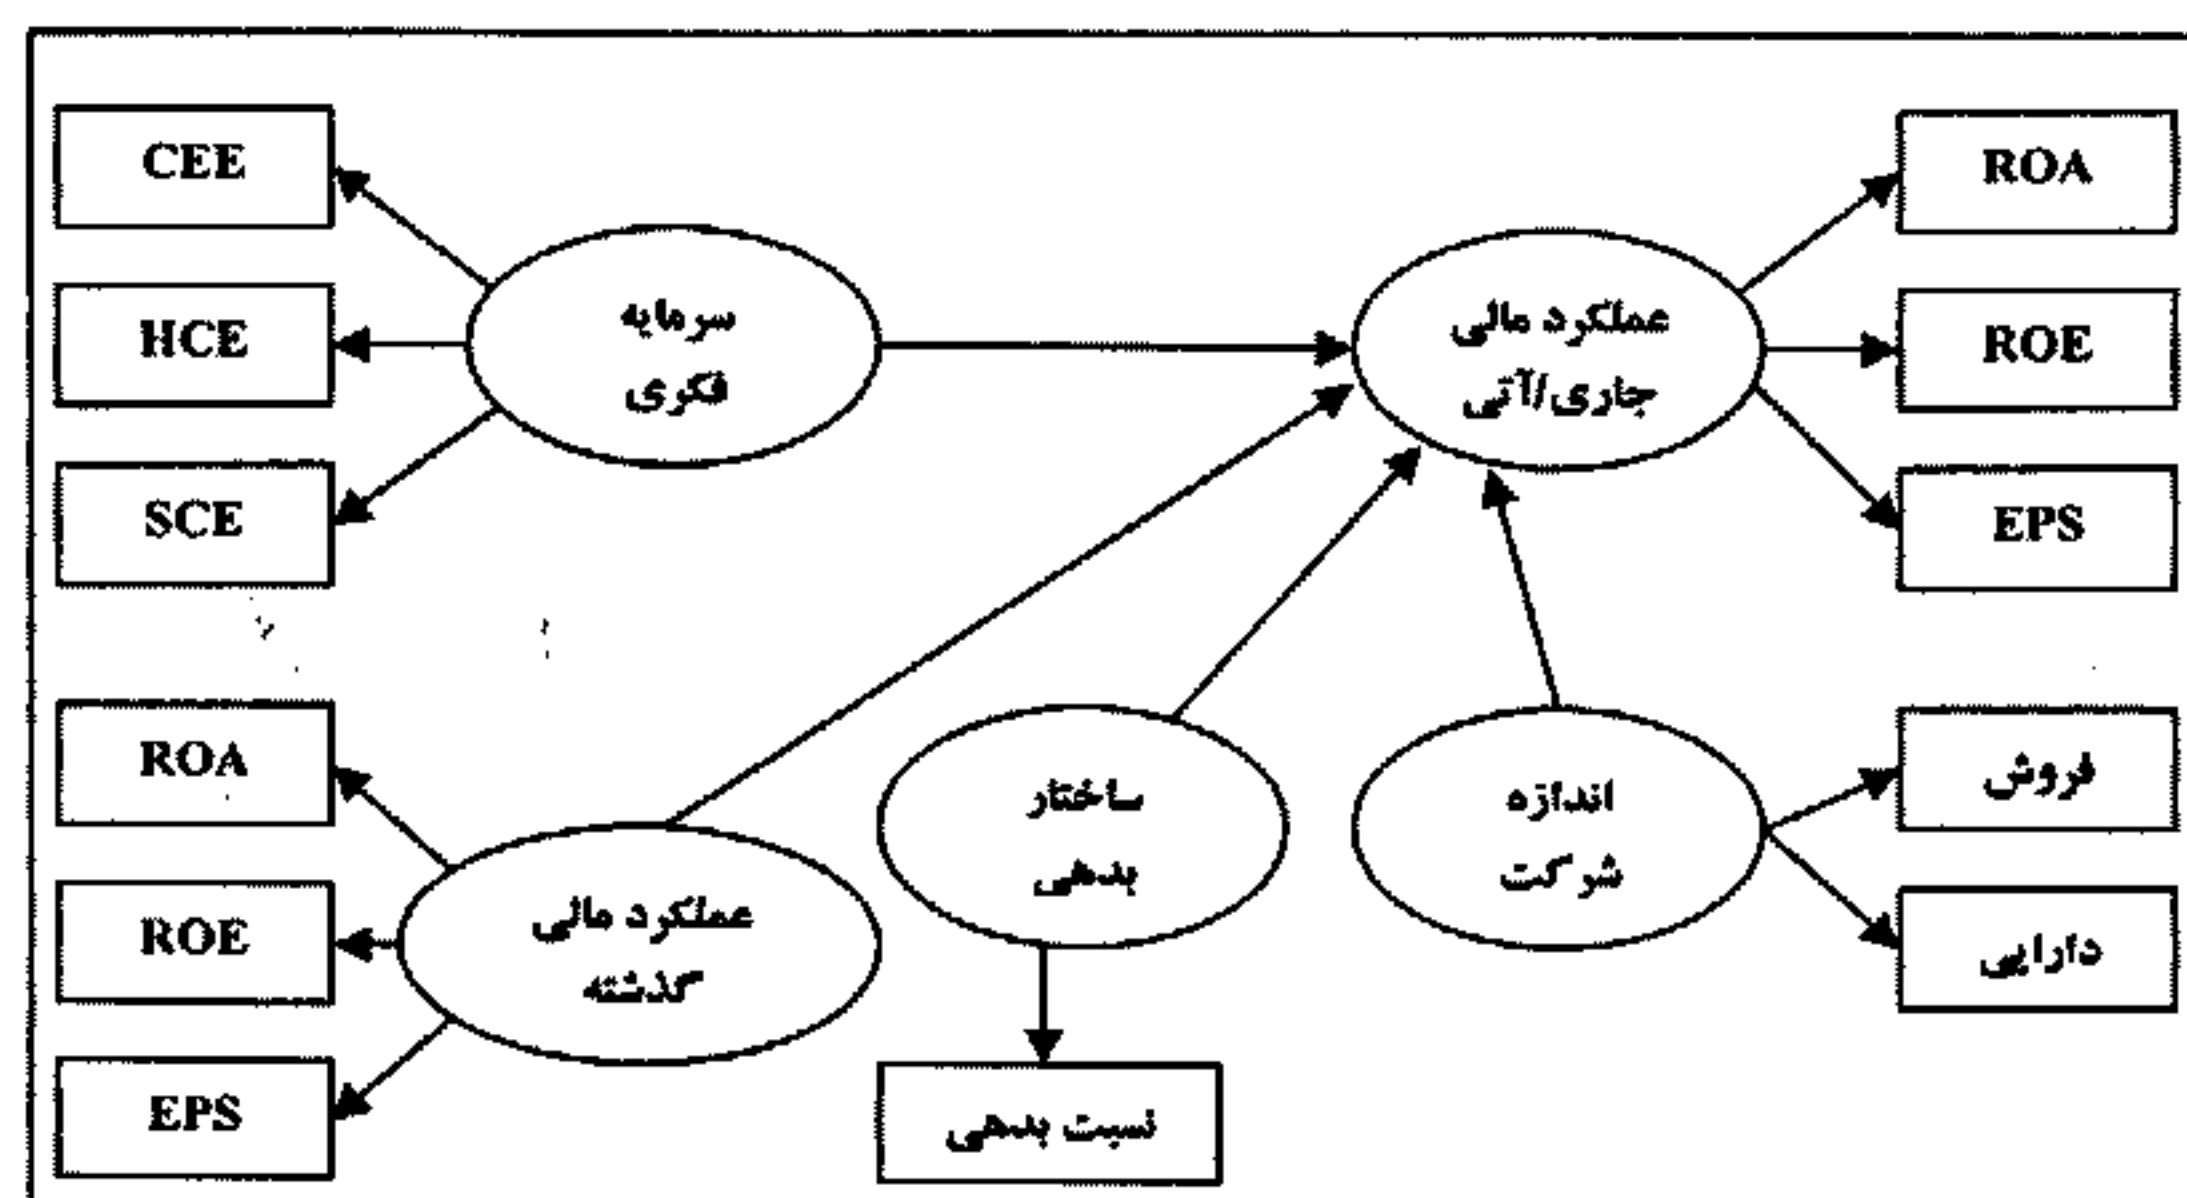 CEE
HCE
SCE
سرمایه
فکری
عملکرد مالی
جاری/آتی
ROA
ROE
EPS
ROA
ROE
EPS
عملکرد مالی
گذشته
ساختار
بدهی
نسبت بدهی
اندازه
شرکت
فروش
دارایی